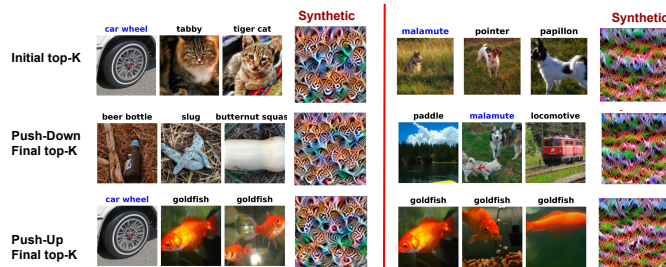 Synthetic
Synthetic
car wheel tabby tiger cat
malamute pointer papillon
Initial top-K
beer bottle slug butternut squas
paddle malamute locomotive
Push-Down
Final top-K
car wheel goldfish goldfish
goldfish goldfish goldfish
Push-Up
Final top-K